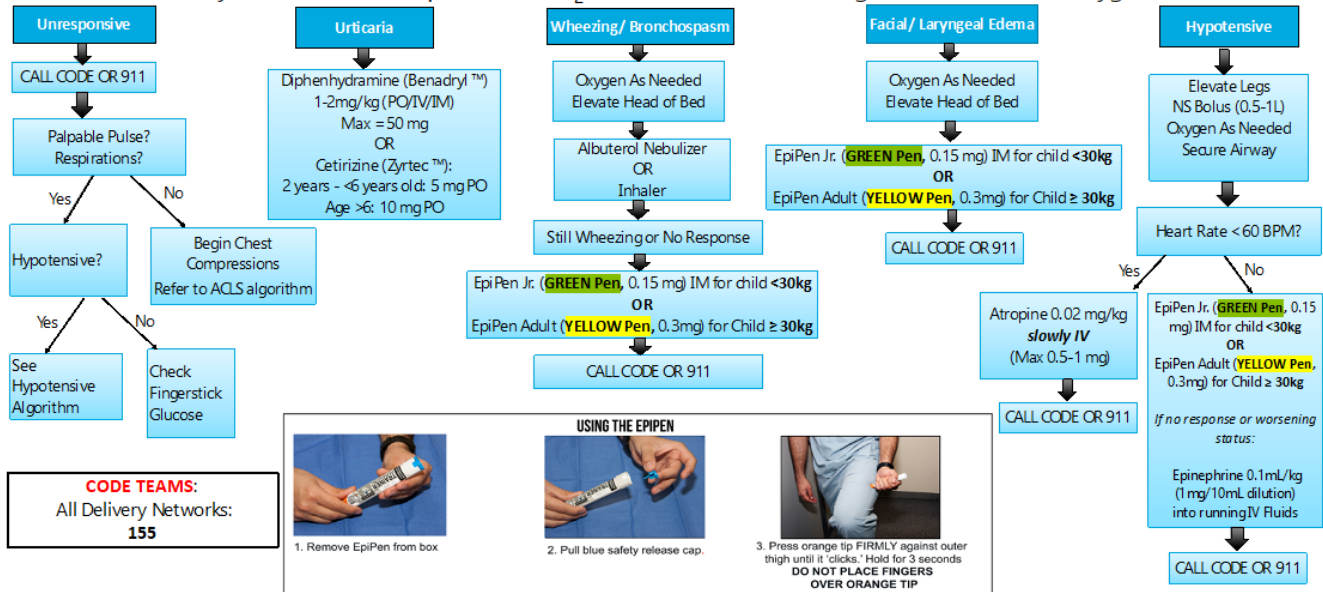 Unresponsive
CALL CODE OR 911
Palpable Pulse?
Respirations?
Yes
No
Hypotensive?
Begin Chest
Compressions
Refer to ACLS algorithm
Yes
No
See
Hypotensive
Algorithm
Check
Fingerstick
Glucose
CODE TEAMS:
All Delivery Networks:
155
Urticaria
Diphenhydramine (Benadryl ™)
1-2mg/kg (PO/IV/IM)
Max = 50 mg
OR
Cetirizine (Zyrtec ™):
2 years - <6 years old: 5 mg PO
Age >6: 10 mg PO
Wheezing/ Bronchospasm
Oxygen As Needed
Elevate Head of Bed
Albuterol Nebulizer
OR
Inhaler
Still Wheezing or No Response
EpiPen Jr. (GREEN Pen, 0.15 mg) IM for child <30kg
OR
EpiPen Adult (YELLOW Pen, 0.3mg) for Child ≥ 30kg
CALL CODE OR 911
Facial/ Laryngeal Edema
Oxygen As Needed
Elevate Head of Bed
EpiPen Jr. (GREEN Pen, 0.15 mg) IM for child <30kg
OR
EpiPen Adult (YELLOW Pen, 0.3mg) for Child ≥ 30kg
CALL CODE OR 911
Hypotensive
Elevate Legs
NS Bolus (0.5-1L)
Oxygen As Needed
Secure Airway
Heart Rate <60 BPM?
Yes
No
Atropine 0.02 mg/kg
slowly IV
(Max 0.5-1 mg)
CALL CODE OR 911
EpiPen Jr. (GREEN Pen, 0.15
mg) IM for child <30kg
OR
EpiPen Adult (YELLOW Pen,
0.3mg) for Child ≥ 30kg
If no response or worsening
status:
Epinephrine 0.1mL/kg
(1mg/10mL dilution)
into running IV Fluids
CALL CODE OR 911
USING THE EPIPEN
TRAINER
1. Remove EpiPen from box
TRAINER
2. Pull blue safety release cap.
3. Press orange tip FIRMLY against outer
thigh until it 'clicks.' Hold for 3 seconds
DO NOT PLACE FINGERS
OVER ORANGE TIP